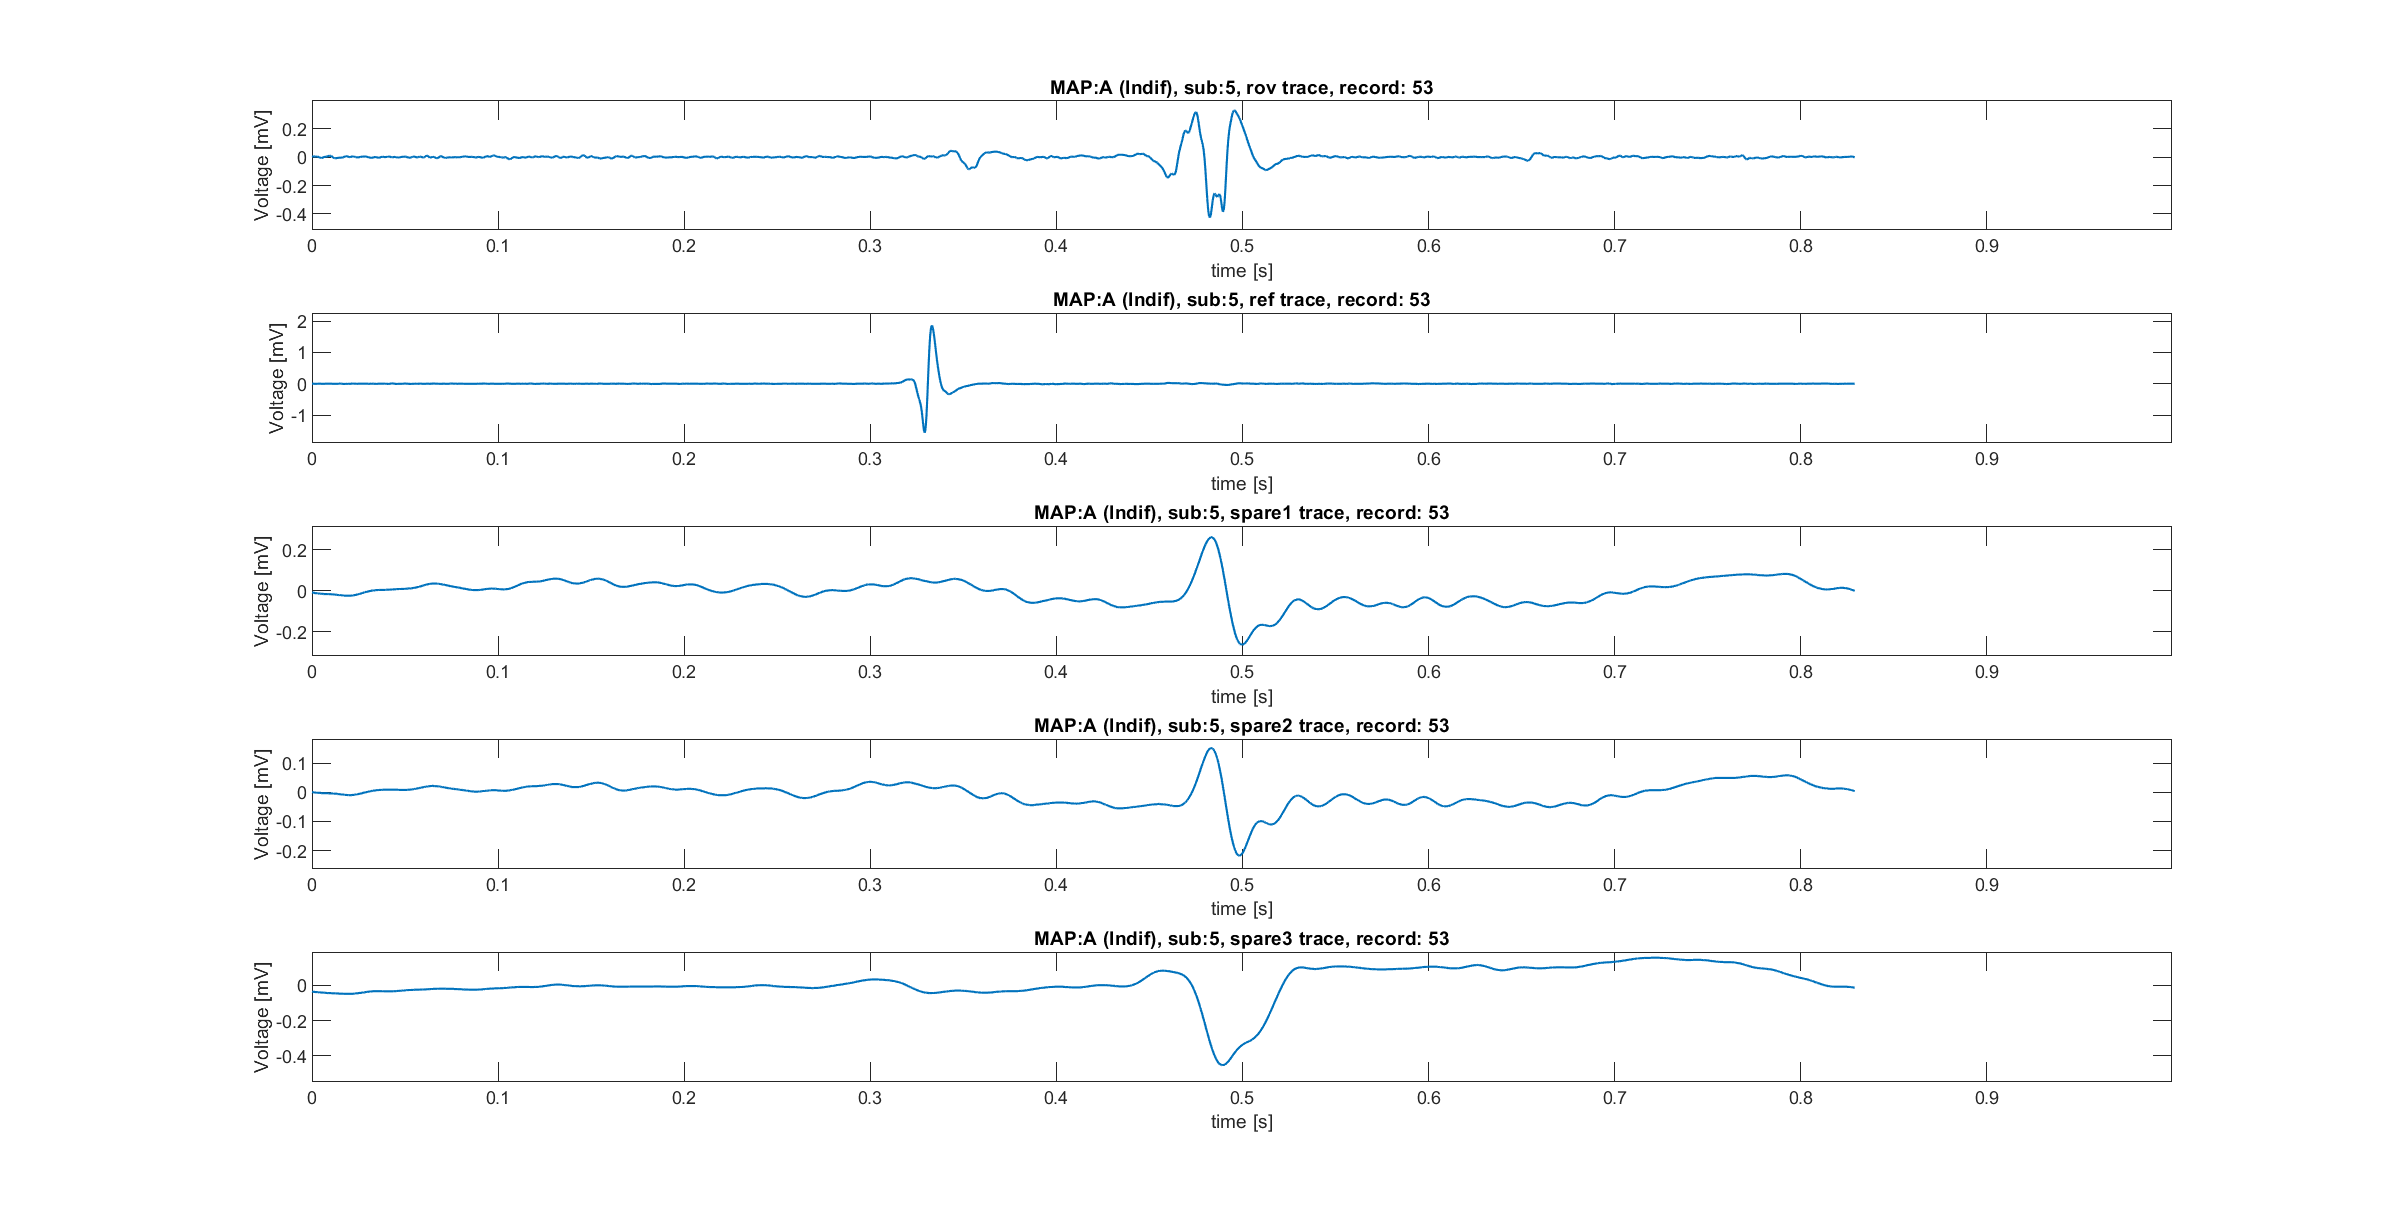 MAP:A (Indif), sub:5, rov trace, record: 53
Voltage [mV]
0.2
0
-0.2
-0.4
0 0.1 0.2 0.3 0.4 0.5 0.6 0.7 0.8 0.9
time [s]
MAP:A (Indif), sub:5, ref trace, record: 53
Voltage [mV]
2
1
0
-1
0 0.1 0.2 0.3 0.4 0.5 0.6 0.7 0.8 0.9
time [s]
MAP:A (Indif), sub:5, spare1 trace, record: 53
Voltage [mV]
0.2
0
-0.2
0 0.1 0.2 0.3 0.4 0.5 0.6 0.7 0.8 0.9
time [s]
MAP:A (Indif), sub:5, spare2 trace, record: 53
Voltage [mV]
0.1
0
-0.1
-0.2
0 0.1 0.2 0.3 0.4 0.5 0.6 0.7 0.8 0.9
time [s]
MAP:A (Indif), sub:5, spare3 trace, record: 53
Voltage [mV]
0
-0.2
-0.4
0 0.1 0.2 0.3 0.4 0.5 0.6 0.7 0.8 0.9
time [s]